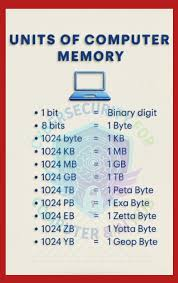 UNITS OF COMPUTER
MEMORY
• 1 bit = Binary digit
• 8 bits = 1 Byte
• 1024 byte = 1 KB
• 1024 KB = 1 MB
• 1024 MB = 1 GB
• 1024 GB = 1 TB
• 1024 TB = 1 Peta Byte
• 1024 PB = 1 Exa Byte
• 1024 EB = 1 Zetta Byte
• 1024 ZB = 1 Yotta Byte
• 1024 YB = 1 Geop Byte